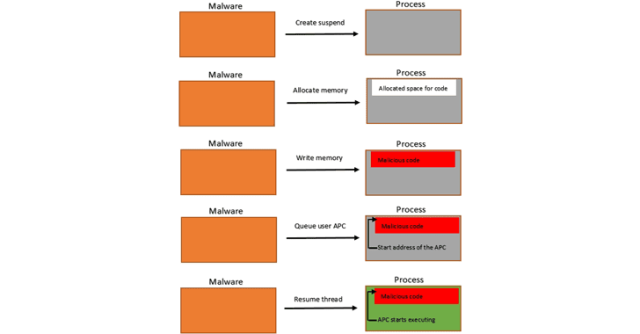 Malware
Process
Create suspend
Malware
Process
Allocate memory
Allocated space for code
Malware
Process
Write memory
Malicious code
Malware
Process
Queue user APC
Malicious code
Start address of the APC
Malware
Process
Resume thread
Malicious code
APC starts executing